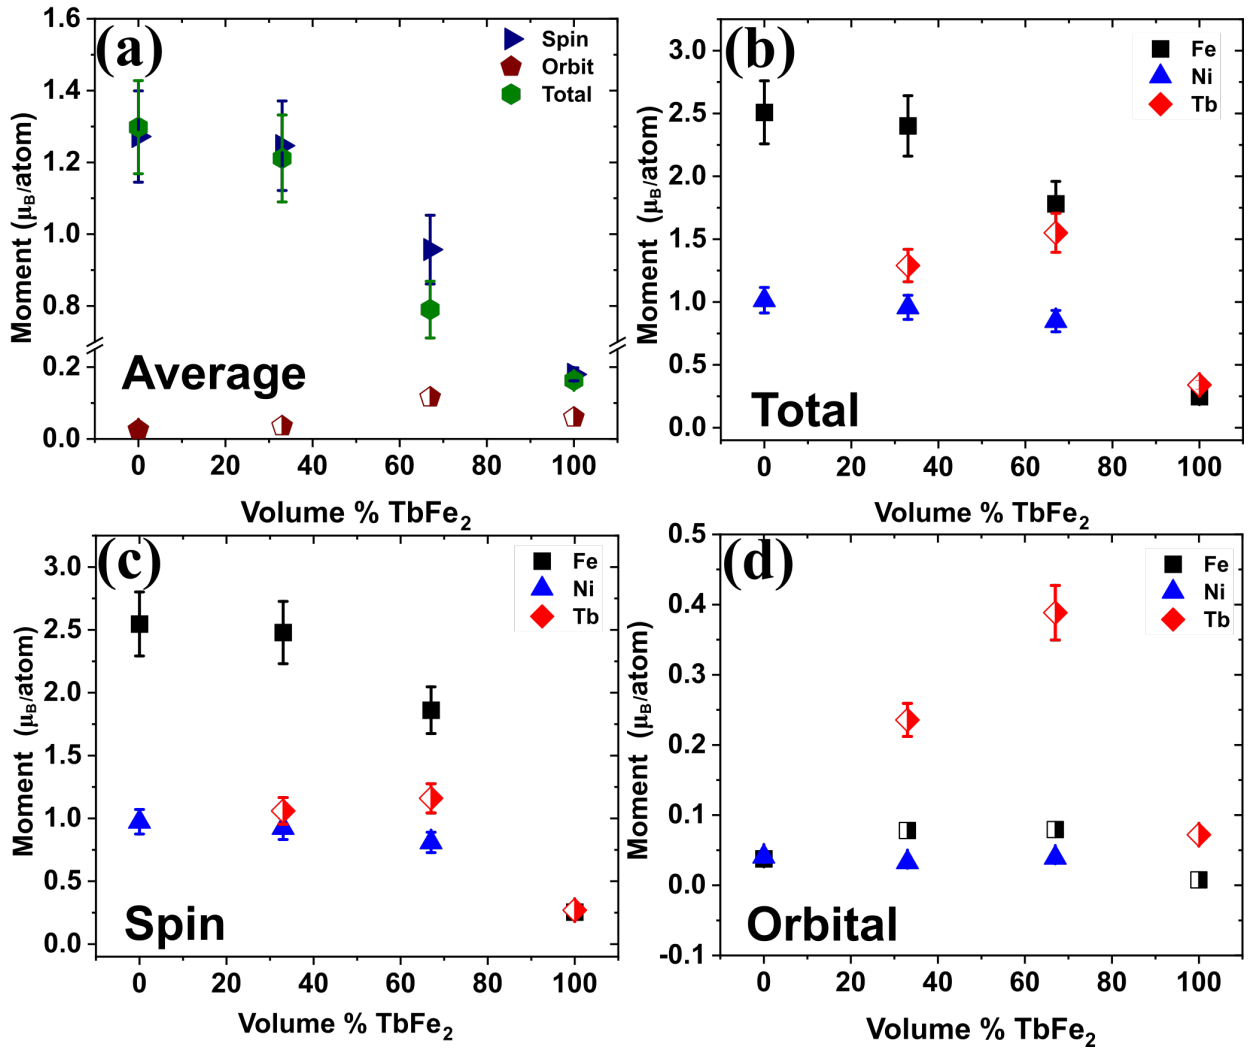 (a)
1.6
1.4
1.2
1.0
0.8
0.2
0.0
Moment (μB/atom)
Spin
Orbit
Total
Average
0 20 40 60 80 100
Volume % TbFe2
(b)
3.0
2.5
2.0
1.5
1.0
0.5
0.0
Moment (μB/atom)
Fe
Ni
Tb
Total
0 20 40 60 80 100
Volume % TbFe2
(c)
3.0
2.5
2.0
1.5
1.0
0.5
0.0
Moment (μB/atom)
Fe
Ni
Tb
Spin
0 20 40 60 80 100
Volume % TbFe2
(d)
0.5
0.4
0.3
0.2
0.1
0.0
-0.1
Moment (μB/atom)
Fe
Ni
Tb
Orbital
0 20 40 60 80 100
Volume % TbFe2